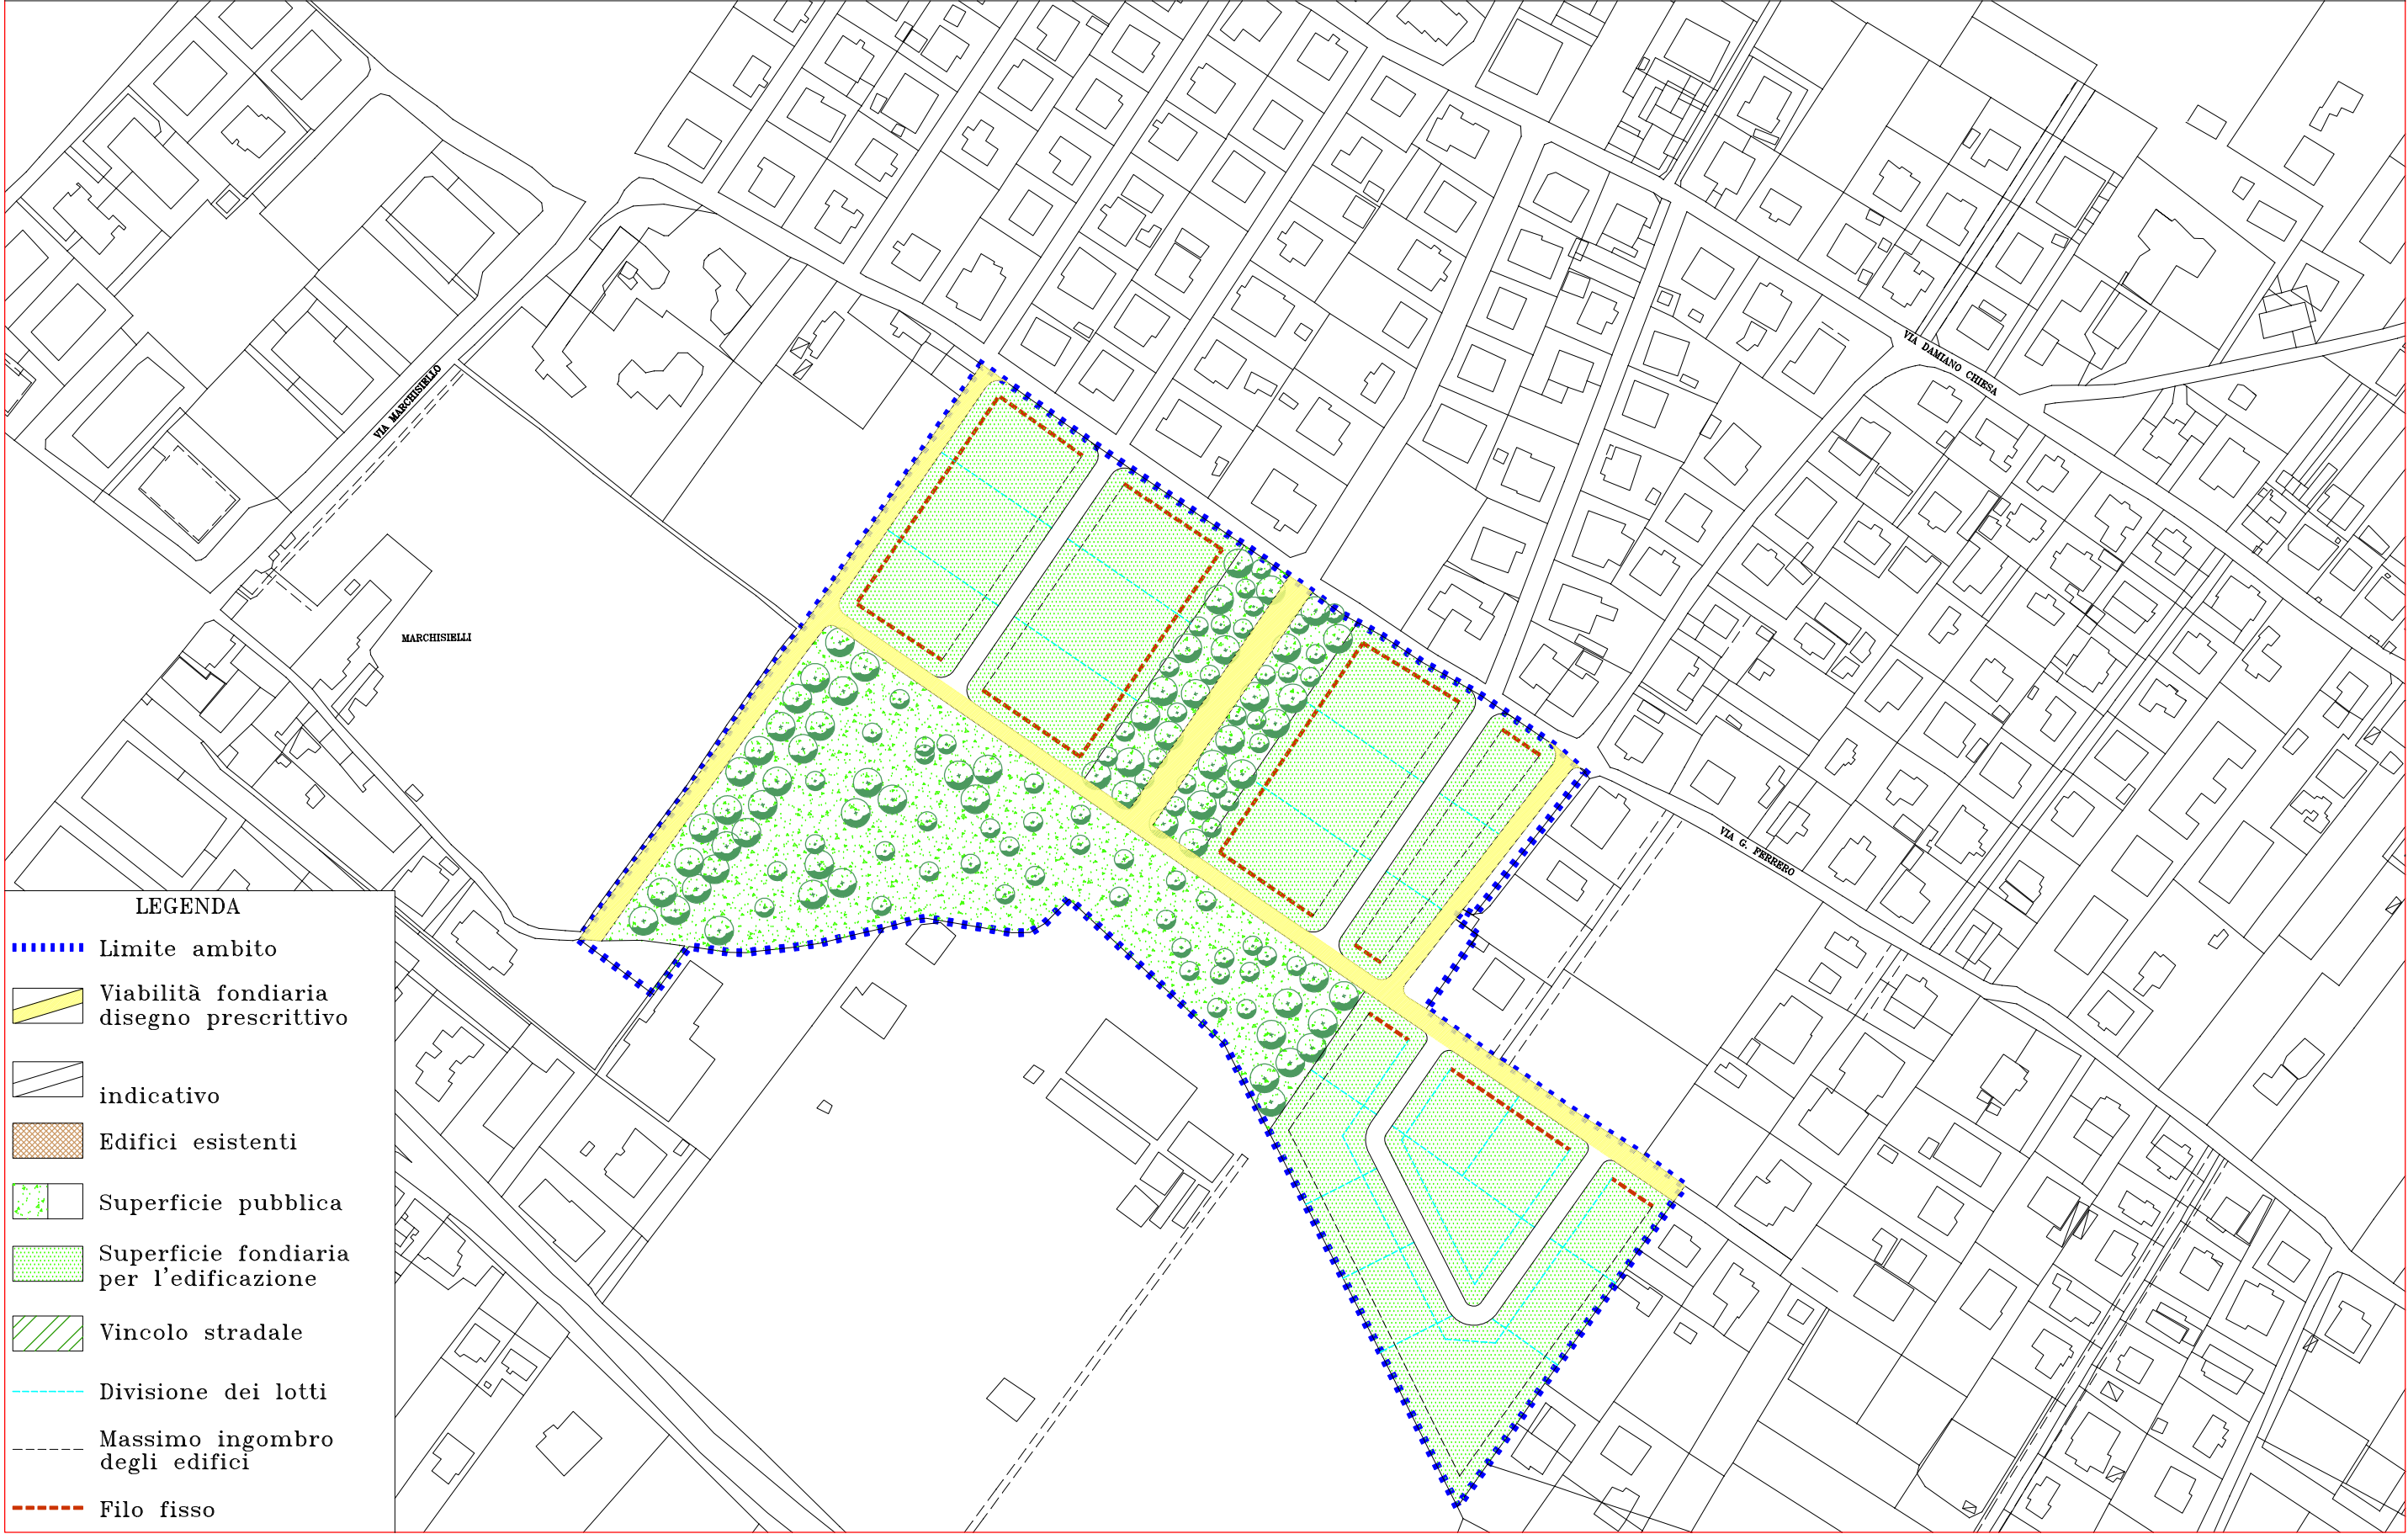 VIA DAMIANO CHIESA
VIA MARCHISIELLO
MARCHISIELLI
VIA G. FERRERO
LEGENDA
Limite ambito
Viabilità fondiaria
disegno prescrittivo
indicativo
Edifici esistenti
Superficie pubblica
Superficie fondiaria
per l'edificazione
Vincolo stradale
Divisione dei lotti
Massimo ingombro
degli edifici
Filo fisso